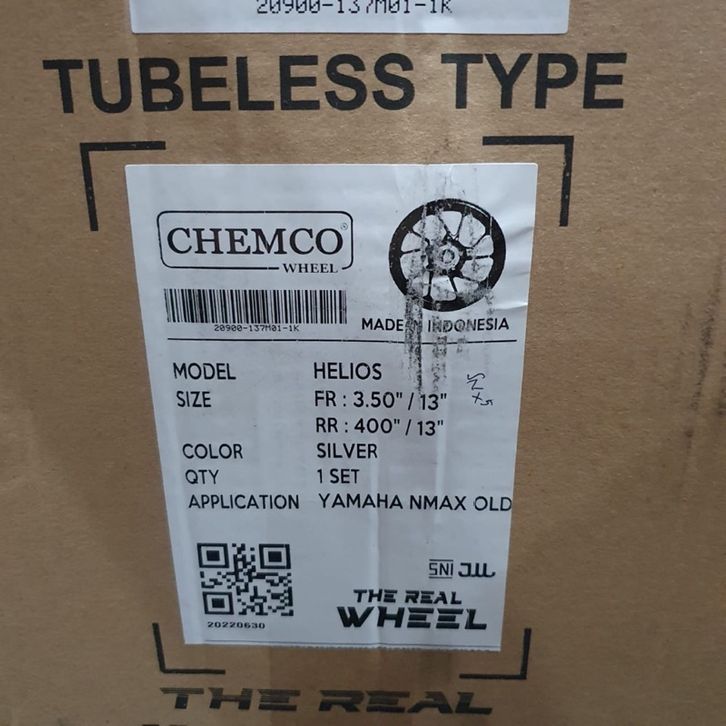 20900-137M01-1K
TUBELESS TYPE
CHEMCO®
WHEEL
20900-137M01-1K
MADE IN INDONESIA
MODEL HELIOS
SIZE FR : 3.50" / 13"
RR : 400" / 13"
COLOR SILVER
QTY 1 SET
APPLICATION YAMAHA NMAX OLD
SNI JWL
20220630
THE REAL
WHEEL
THE REAL